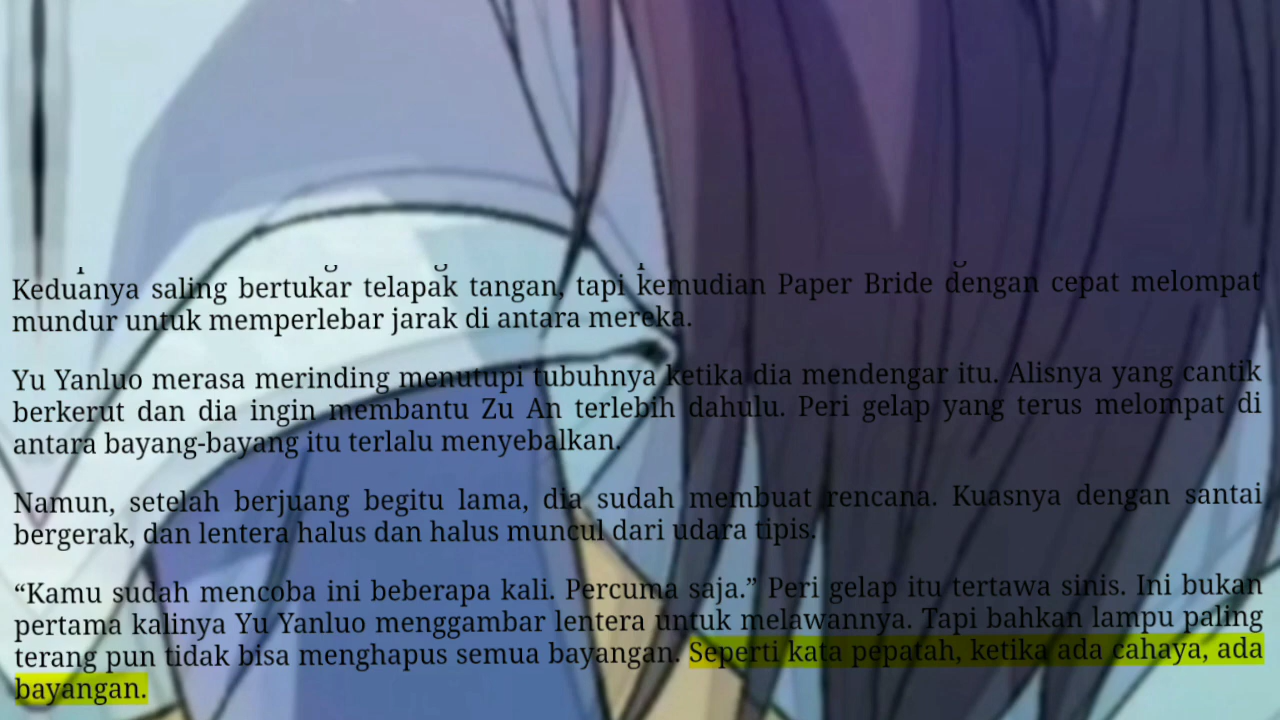 Keduanya saling bertukar telapak tangan, tapi kemudian Paper Bride dengan cepat melompat
mundur untuk memperlebar jarak di antara mereka.
Yu Yanluo merasa merinding menutupi tubuhnya ketika dia mendengar itu. Alisnya yang cantik
berkerut dan dia ingin membantu Zu An terlebih dahulu. Peri gelap yang terus melompat di
antara bayang-bayang itu terlalu menyebalkan.
Namun, setelah berjuang begitu lama, dia sudah membuat rencana. Kuasnya dengan santai
bergerak, dan lentera halus dan halus muncul dari udara tipis.
“Kamu sudah mencoba ini beberapa kali. Percuma saja.” Peri gelap itu tertawa sinis. Ini bukan
pertama kalinya Yu Yanluo menggambar lentera untuk melawannya. Tapi bahkan lampu paling
terang pun tidak bisa menghapus semua bayangan. Seperti kata pepatah, ketika ada cahaya, ada
bayangan.